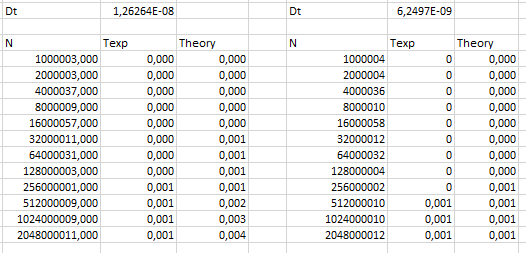 Dt 1,26264E-08 Dt 6,2497E-09
N Texp Theory N Texp Theory
1000003,000 0,000 0,000 1000004 0 0,000
2000003,000 0,000 0,000 2000004 0 0,000
4000037,000 0,000 0,000 4000036 0 0,000
8000009,000 0,000 0,000 8000010 0 0,000
16000057,000 0,000 0,000 16000058 0 0,000
32000011,000 0,000 0,001 32000012 0 0,000
64000031,000 0,000 0,001 64000032 0 0,000
128000003,000 0,000 0,001 128000004 0 0,000
256000001,000 0,001 0,001 256000002 0 0,001
512000009,000 0,001 0,002 512000010 0,001 0,001
1024000009,000 0,001 0,003 1024000010 0,001 0,001
2048000011,000 0,001 0,004 2048000012 0,001 0,001